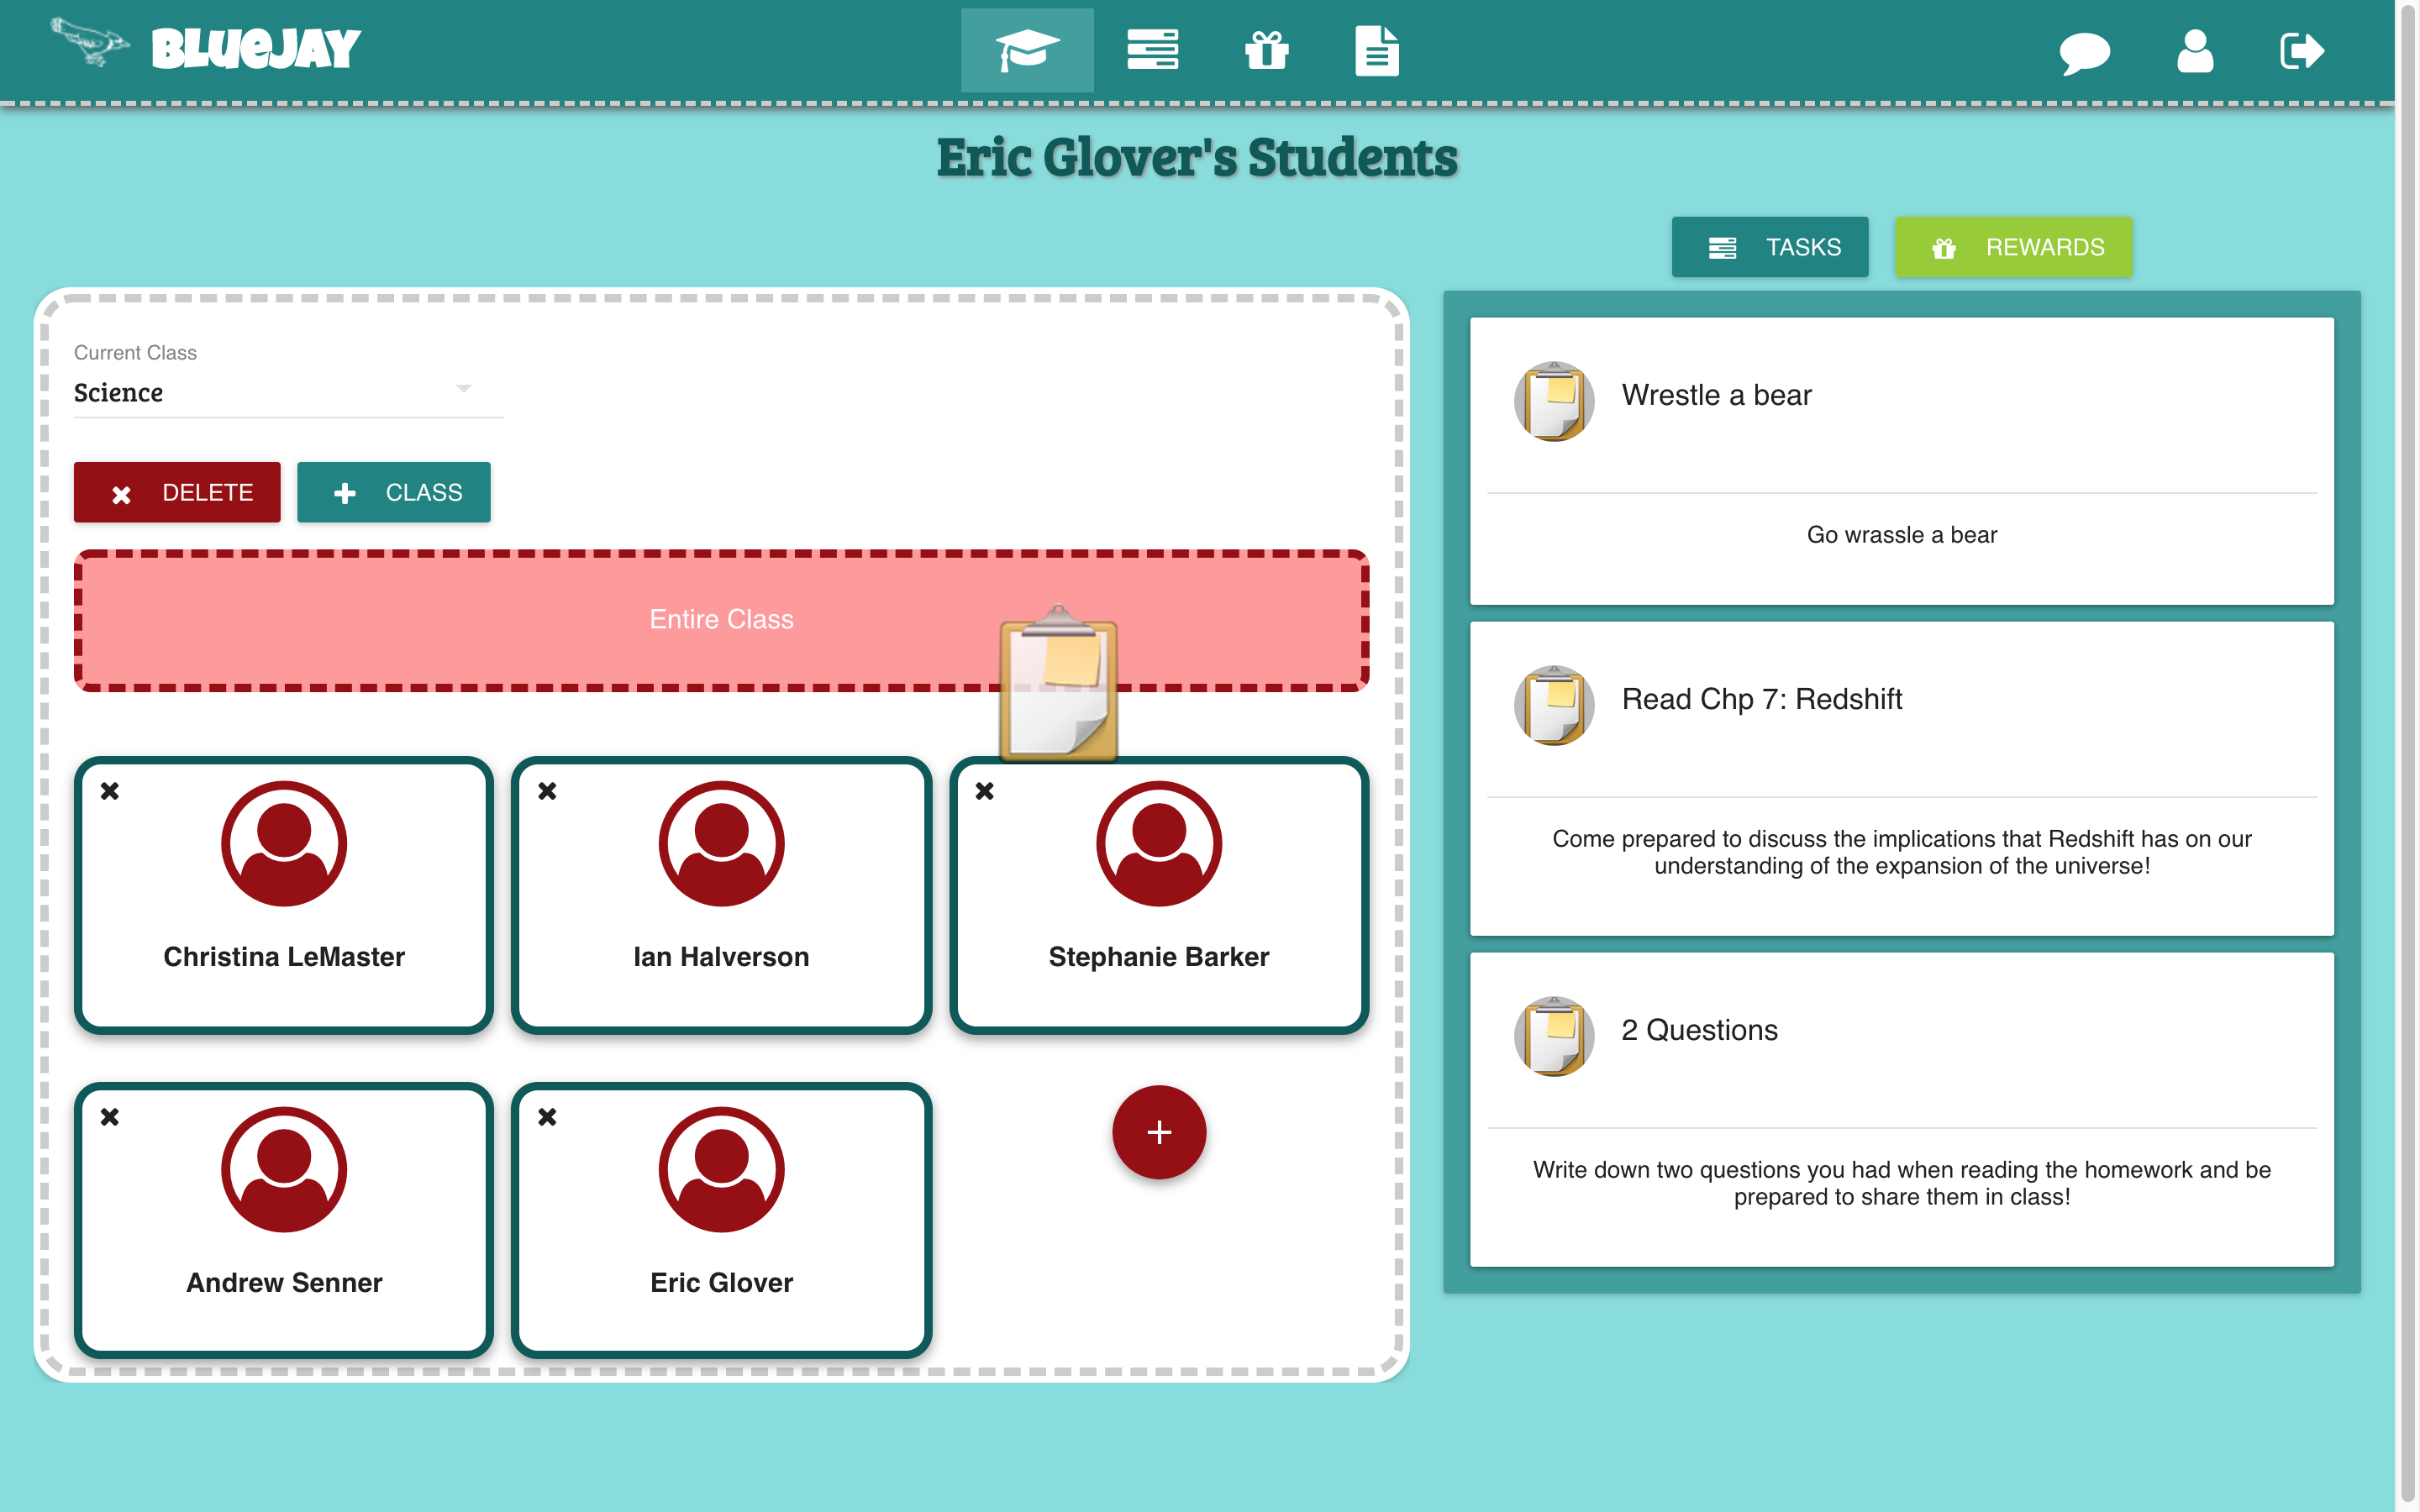 BLUEJAY
Eric Glover's Students
TASKS
REWARDS
Current Class
Science
DELETE
CLASS
Entire Class
Christina LeMaster
Ian Halverson
Stephanie Barker
Andrew Senner
Eric Glover
Wrestle a bear
Go wrassle a bear
Read Chp 7: Redshift
Come prepared to discuss the implications that Redshift has on our
understanding of the expansion of the universe!
2 Questions
Write down two questions you had when reading the homework and be
prepared to share them in class!